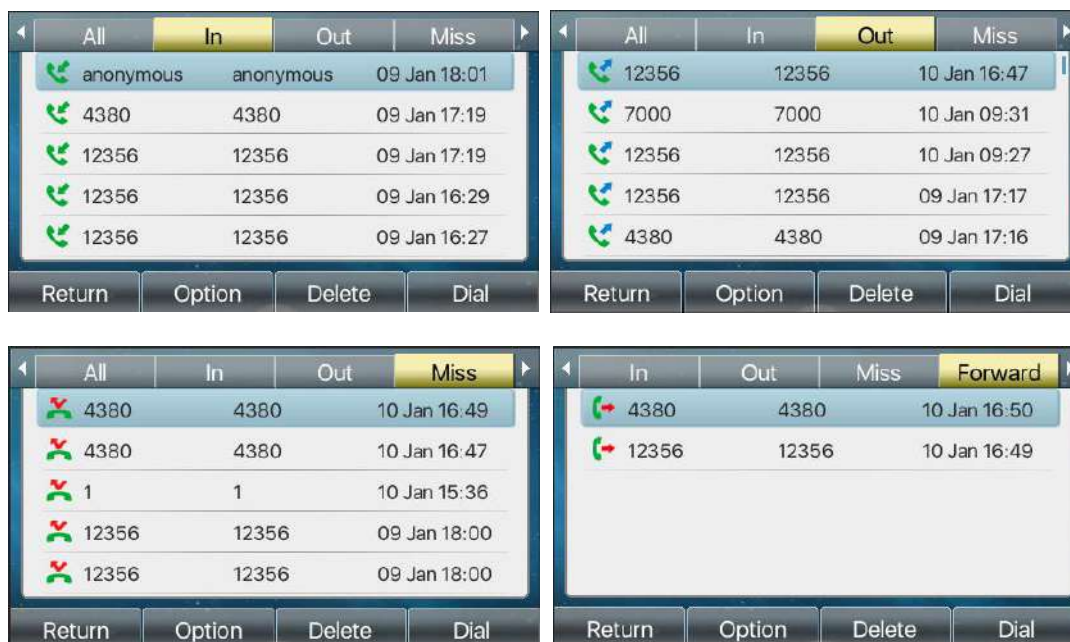 All In Out Miss
anonymous anonymous 09 Jan 18:01
4380 4380 09 Jan 17:19
12356 12356 09 Jan 17:19
12356 12356 09 Jan 16:29
12356 12356 09 Jan 16:27
Return Option Delete Dial
All In Out Miss
12356 12356 10 Jan 16:47
7000 7000 10 Jan 09:31
12356 12356 10 Jan 09:27
12356 12356 09 Jan 17:17
4380 4380 09 Jan 17:16
Return Option Delete Dial
All In Out Miss
4380 4380 10 Jan 16:49
4380 4380 10 Jan 16:47
1 1 10 Jan 15:36
12356 12356 09 Jan 18:00
12356 12356 09 Jan 18:00
Return Option Delete Dial
In Out Miss Forward
4380 4380 10 Jan 16:50
12356 12356 10 Jan 16:49
Return Option Delete Dial